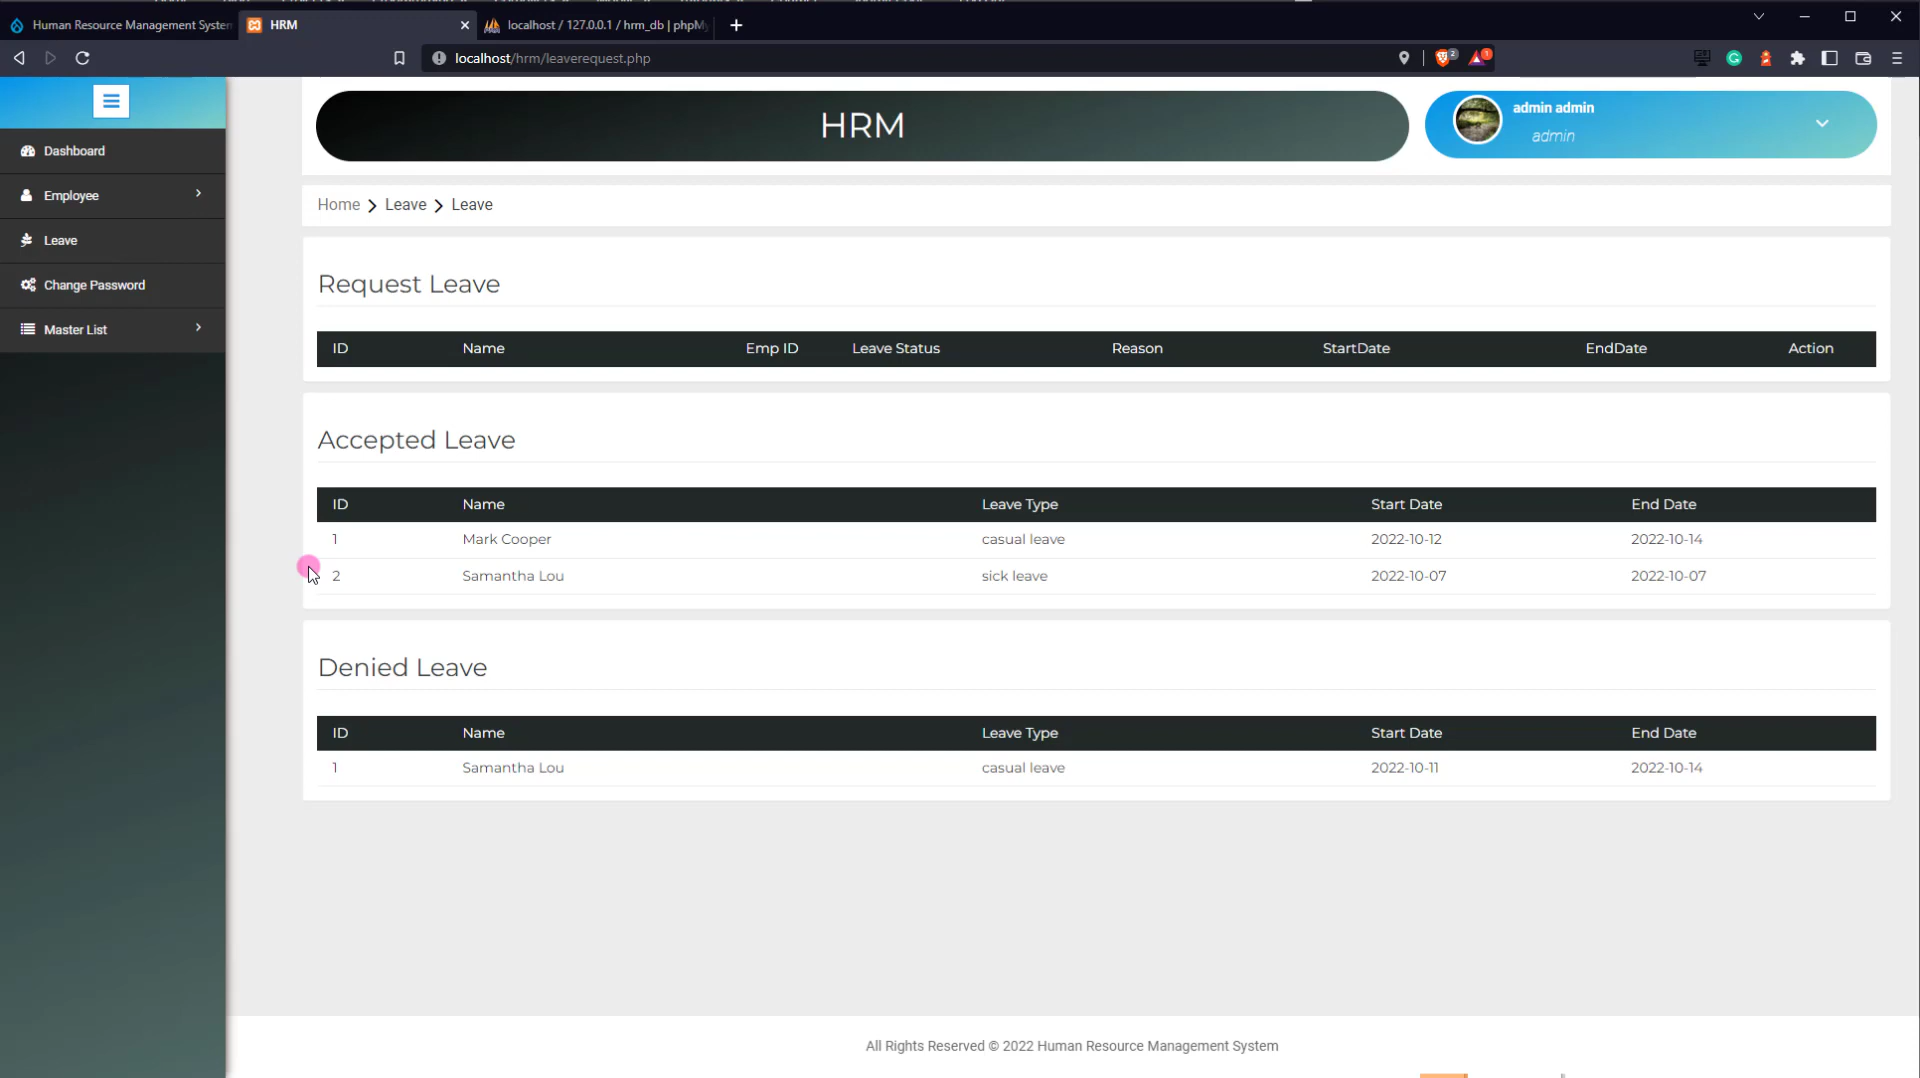 Human Resource Management System
HRM
localhost / 127.0.0.1 / hrm_db | phpMy
localhost/hrm/leaverequest.php
2
1
HRM
admin admin
admin
Dashboard
Employee
Leave
Change Password
Master List
Home Leave Leave
Request Leave
ID Name Emp ID Leave Status Reason StartDate EndDate Action
Accepted Leave
ID Name Leave Type Start Date End Date
1 Mark Cooper casual leave 2022-10-12 2022-10-14
2 Samantha Lou sick leave 2022-10-07 2022-10-07
Denied Leave
ID Name Leave Type Start Date End Date
1 Samantha Lou casual leave 2022-10-11 2022-10-14
All Rights Reserved © 2022 Human Resource Management System